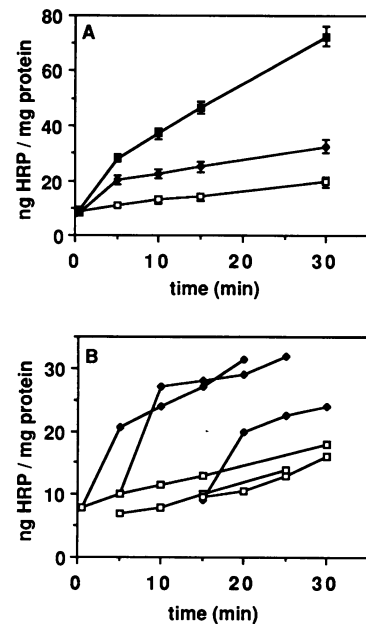 A
80
60
40
20
0
ng HRP / mg protein
0 10 20 30
time (min)
B
30
20
10
0
ng HRP / mg protein
0 10 20 30
time (min)